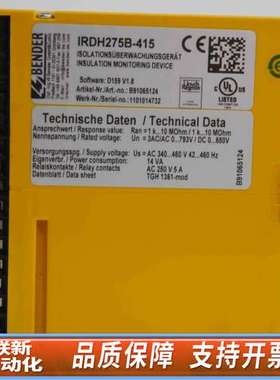 BENDER
IRDH275B-415
ISOLATIONSÜBERWACHUNGSGERÄT
INSULATION MONITORING DEVICE
Software: D159 V1.8
Artikel-Nr./Art.-no.: B91065124
Werk-Nr./Serial-no.: 1101014732
UL
LISTED
Technische Daten / Technical Data
Ansprechwert / Response value : Ran = 1 k... 10 MOhm / 1 k... 10 MOhm
Nennspannung / Rated voltage : Un = 3AC/AC 0...793V / DC 0...650V
Versorgungsspg. / Supply voltage : Us = AC 340...460 V 42...460 Hz
Eigenverbr. / Power consumption : 14 VA
Relaiskontakt / Relay contacts : AC 250 V 5 A
Datenblatt / Data sheet : TGH 1361-mod
B91065124
联新
自动化
品质保障 支持开票